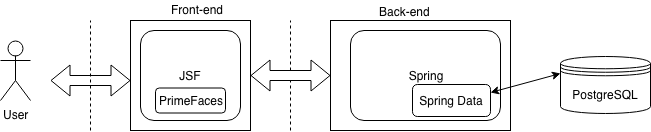 Front-end
Back-end
JSF
Spring
PrimeFaces
Spring Data
PostgreSQL
User